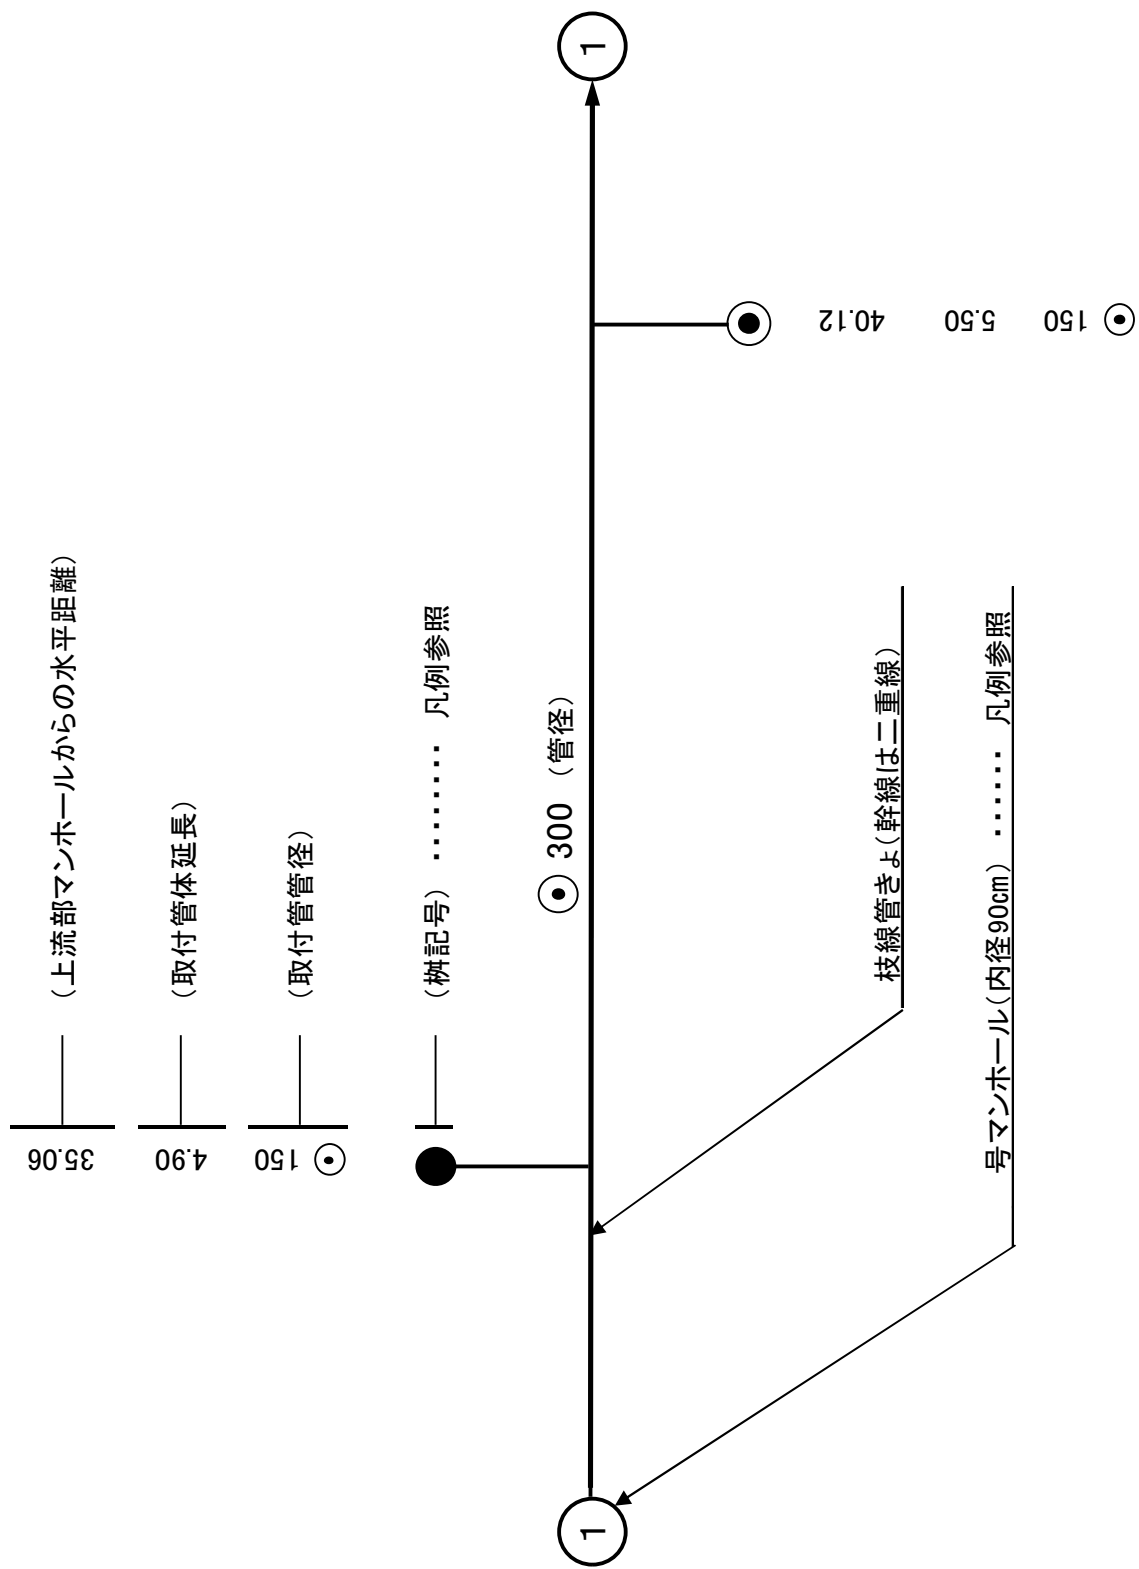 35.06 (上流部マンホールからの水平距離)
4.90 (取付管体延長)
150 (取付管管径)
(桝記号) ・・・・・・・・ 凡例参照
1
300 (管径)
1
40.12
5.50
150
枝線管きょ(幹線は二重線)
号マンホール(内径90cm) ・・・・・・ 凡例参照